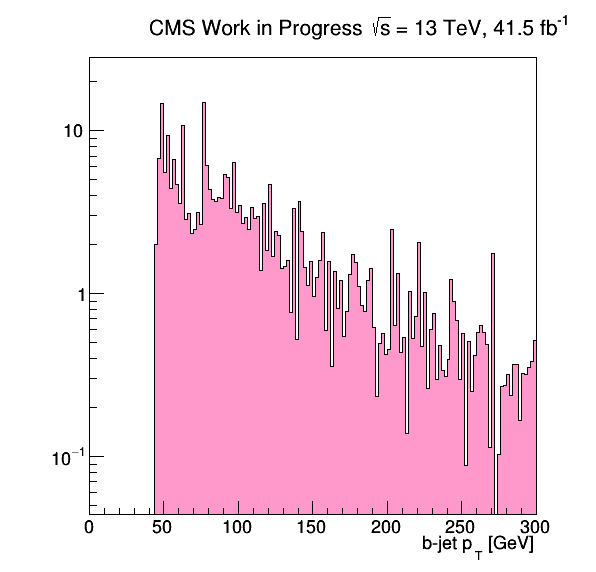 CMS Work in Progress √s = 13 TeV, 41.5 fb⁻¹
10
1
10⁻¹
0 50 100 150 200 250 300
b-jet p_T [GeV]